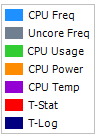 CPU Freq
Uncore Freq
CPU Usage
CPU Power
CPU Temp
T-Stat
T-Log